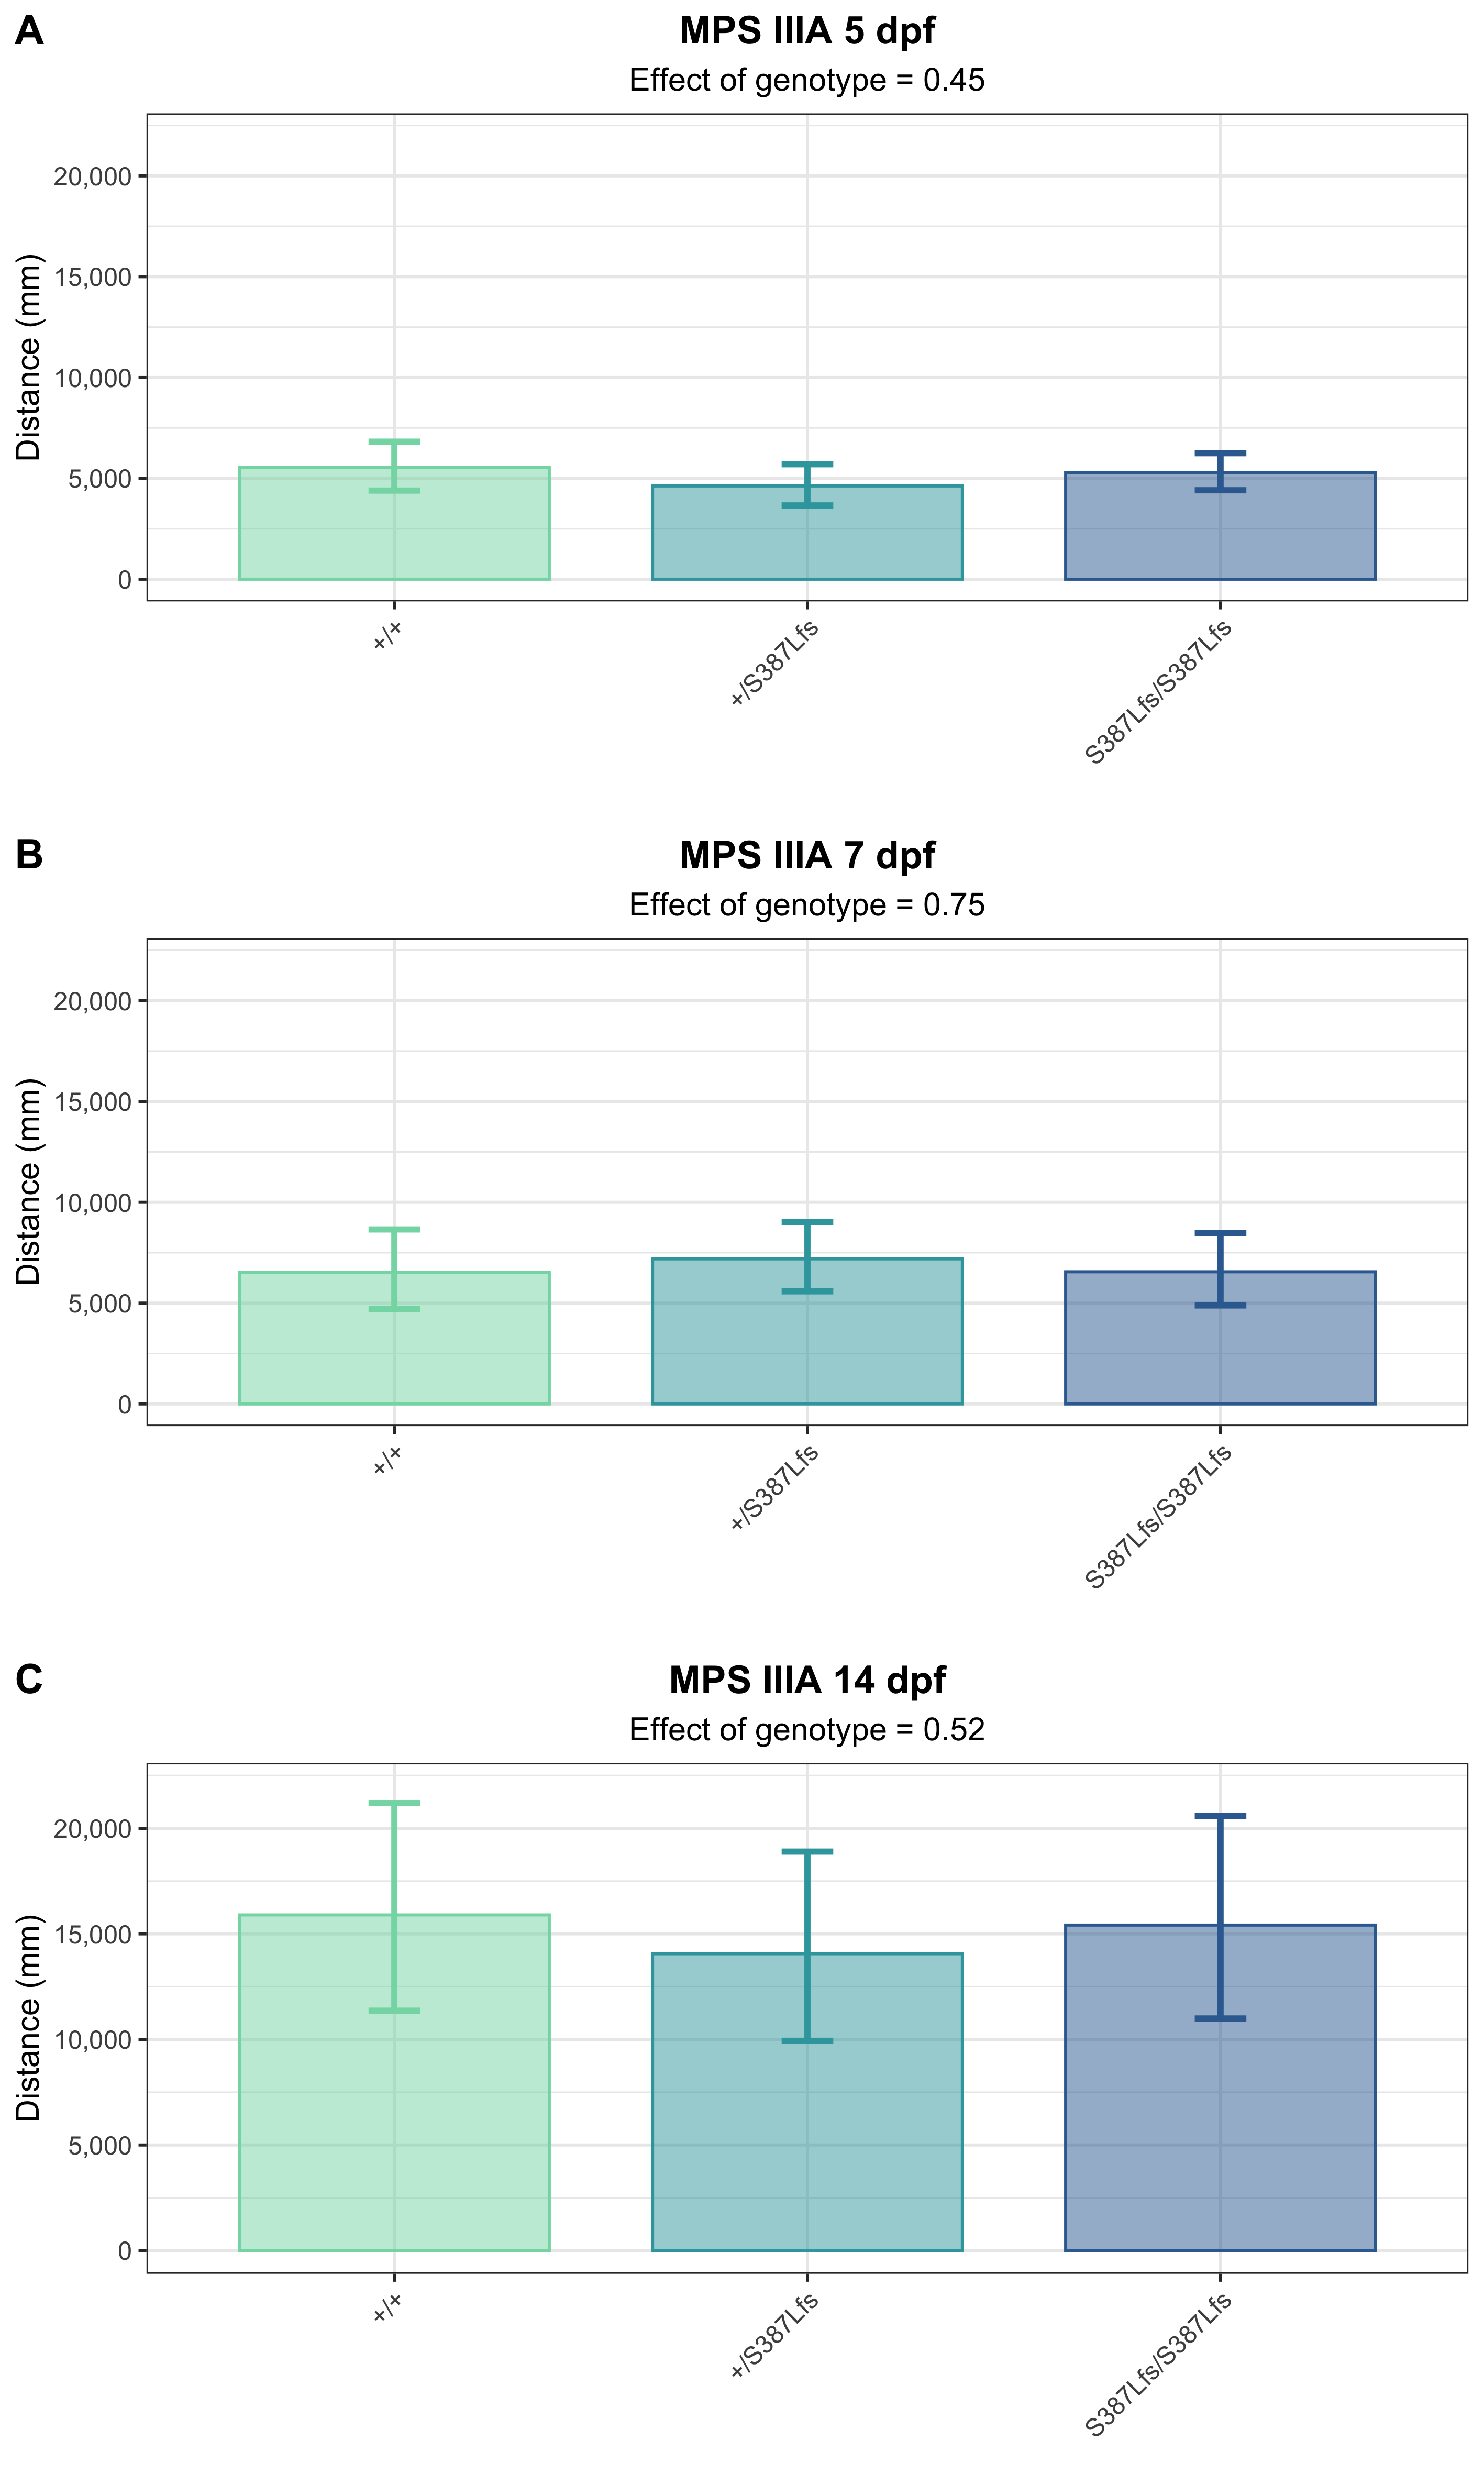 A
MPS IIIA 5 dpf
Effect of genotype = 0.45
Distance (mm)
20,000
15,000
10,000
5,000
0
+/+
+/S387Lfs
S387Lfs/S387Lfs
B
MPS IIIA 7 dpf
Effect of genotype = 0.75
Distance (mm)
20,000
15,000
10,000
5,000
0
+/+
+/S387Lfs
S387Lfs/S387Lfs
C
MPS IIIA 14 dpf
Effect of genotype = 0.52
Distance (mm)
20,000
15,000
10,000
5,000
0
+/+
+/S387Lfs
S387Lfs/S387Lfs